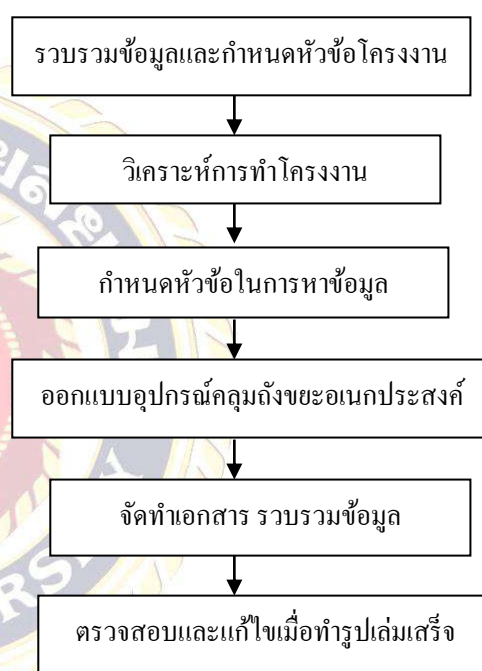 รวบรวมข้อมูลและกำหนดหัวข้อโครงงาน
วิเคราะห์การทำโครงงาน
กำหนดหัวข้อในการหาข้อมูล
ออกแบบอุปกรณ์คลุมถังขยะอเนกประสงค์
จัดทำเอกสาร รวบรวมข้อมูล
ตรวจสอบและแก้ไขเมื่อทำรูปเล่มเสร็จ